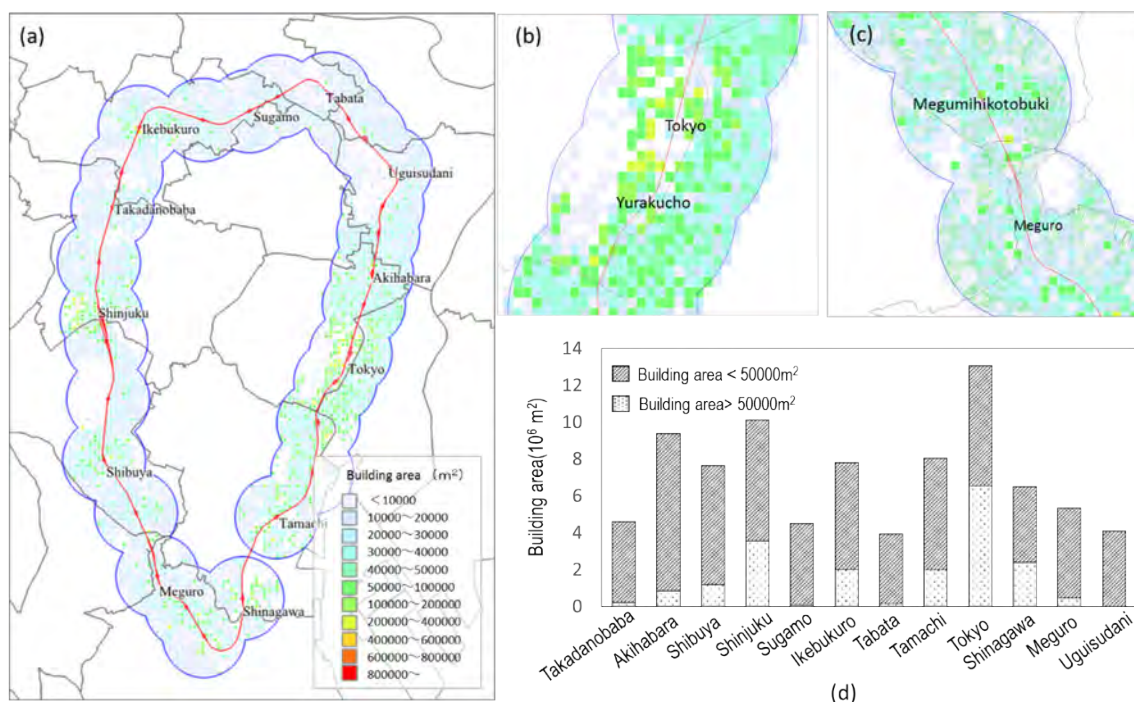 (a)
Tabata
Sugamo
Ikebukuro
Uguisudani
Takadanobaba
Akihabara
Shinjuku
Tokyo
Shibuya
Tamachi
Meguro
Shinagawa
Building area (m²)
<10000
10000~20000
20000~30000
30000~40000
40000~50000
50000~100000
100000~200000
200000~400000
400000~600000
600000~800000
800000~
(b)
Tokyo
Yurakucho
(c)
Megumihikotobuki
Meguro
Building area(10⁶ m²)
14
12
10
8
6
4
2
0
Building area < 50000m²
Building area> 50000m²
Takadanobaba
Akihabara
Shibuya
Shinjuku
Sugamo
Ikebukuro
Tabata
Tamachi
Tokyo
Shinagawa
Meguro
Uguisudani
(d)